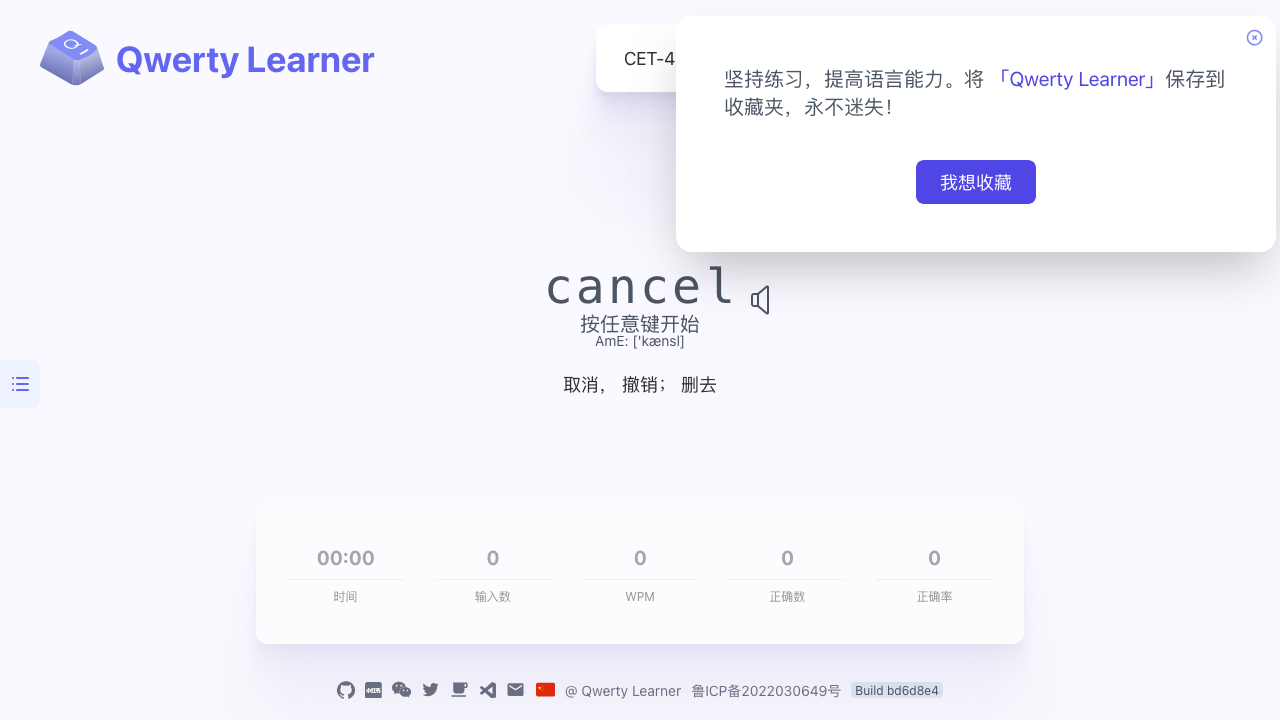 Qwerty Learner
CET-4
坚持练习，提高语言能力。将 「Qwerty Learner」保存到
收藏夹，永不迷失！
我想收藏
cancel
按任意键开始
AmE: ['kænsl]
取消， 撤销； 删去
00:00 0 0 0 0
时间 输入数 WPM 正确数 正确率
@ Qwerty Learner 鲁ICP备2022030649号 Build bd6d8e4